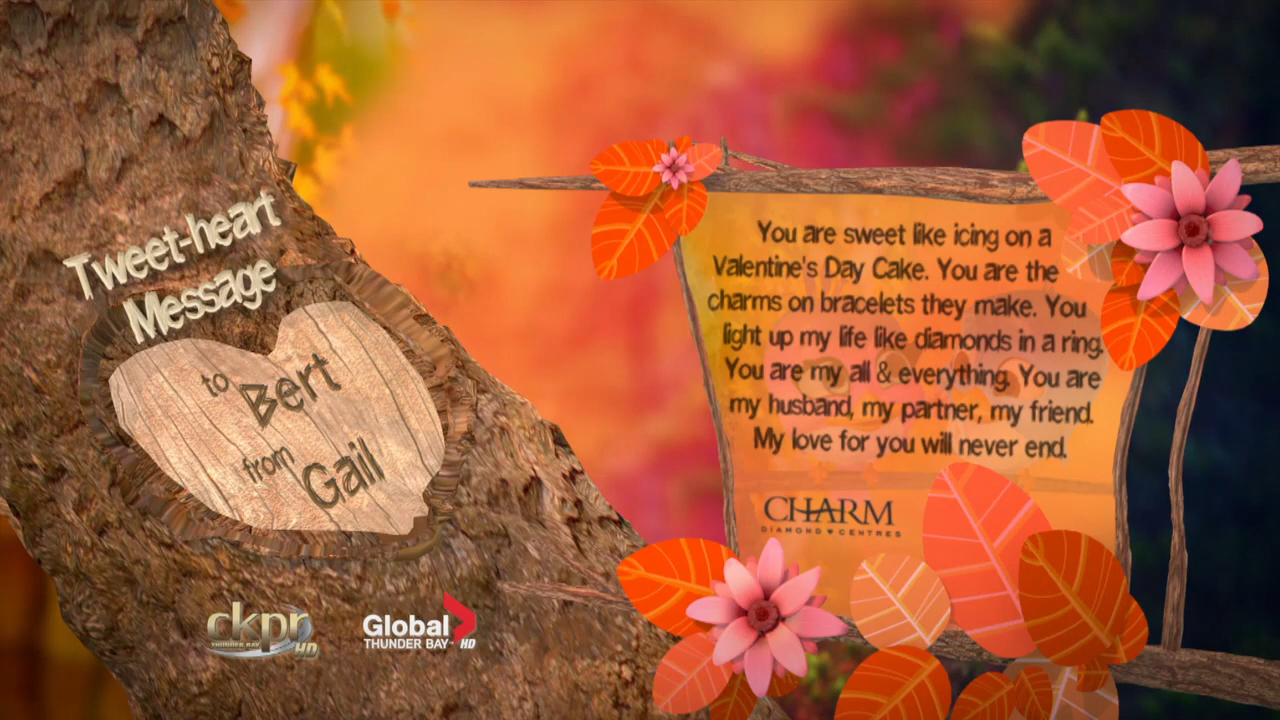 Tweet-heart
Message
to Bert
from Gail
You are sweet like icing on a
Valentine's Day Cake. You are the
charms on bracelets they make. You
light up my life like diamonds in a ring.
You are my all & everything. You are
my husband, my partner, my friend.
My love for you will never end.
CHARM
DIAMOND CENTRES
ckpr
THUNDER BAY
HD
Global
THUNDER BAY HD